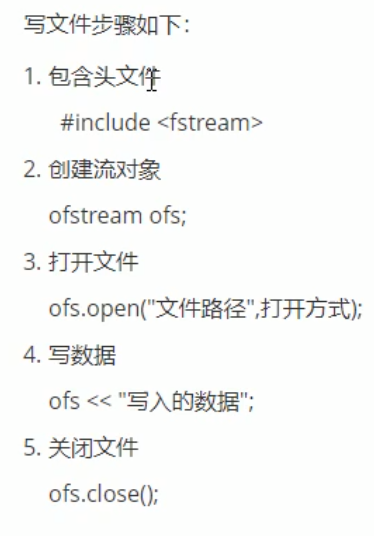 写文件步骤如下：
1. 包含头文件
#include <fstream>
2. 创建流对象
ofstream ofs;
3. 打开文件
ofs.open("文件路径",打开方式);
4. 写数据
ofs << "写入的数据";
5. 关闭文件
ofs.close();